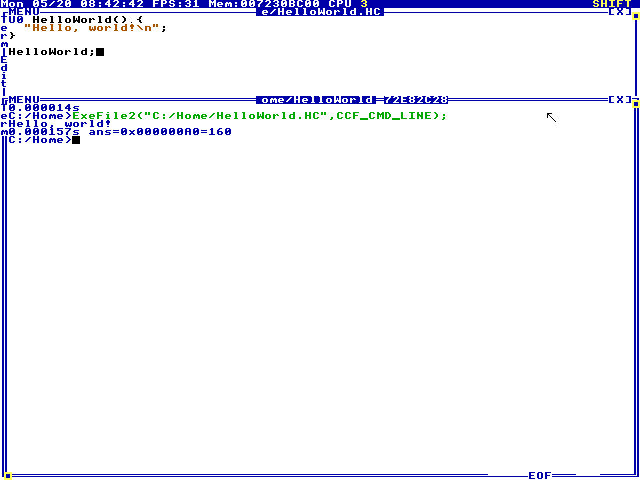 Mon 05/20 08:42:42 FPS:31 Mem:007230BC00 CPU 3 SHIFT
MENU e/HelloWorld.HC [X]
U0 HelloWorld() {
"Hello, world!\n";
}
HelloWorld;
MENU ome/HelloWorld 72E82C28 [X]
0.000014s
C:/Home>ExeFile2("C:/Home/HelloWorld.HC",CCF_CMD_LINE);
Hello, world!
0.000157s ans=0x000000A0=160
C:/Home>
EOF